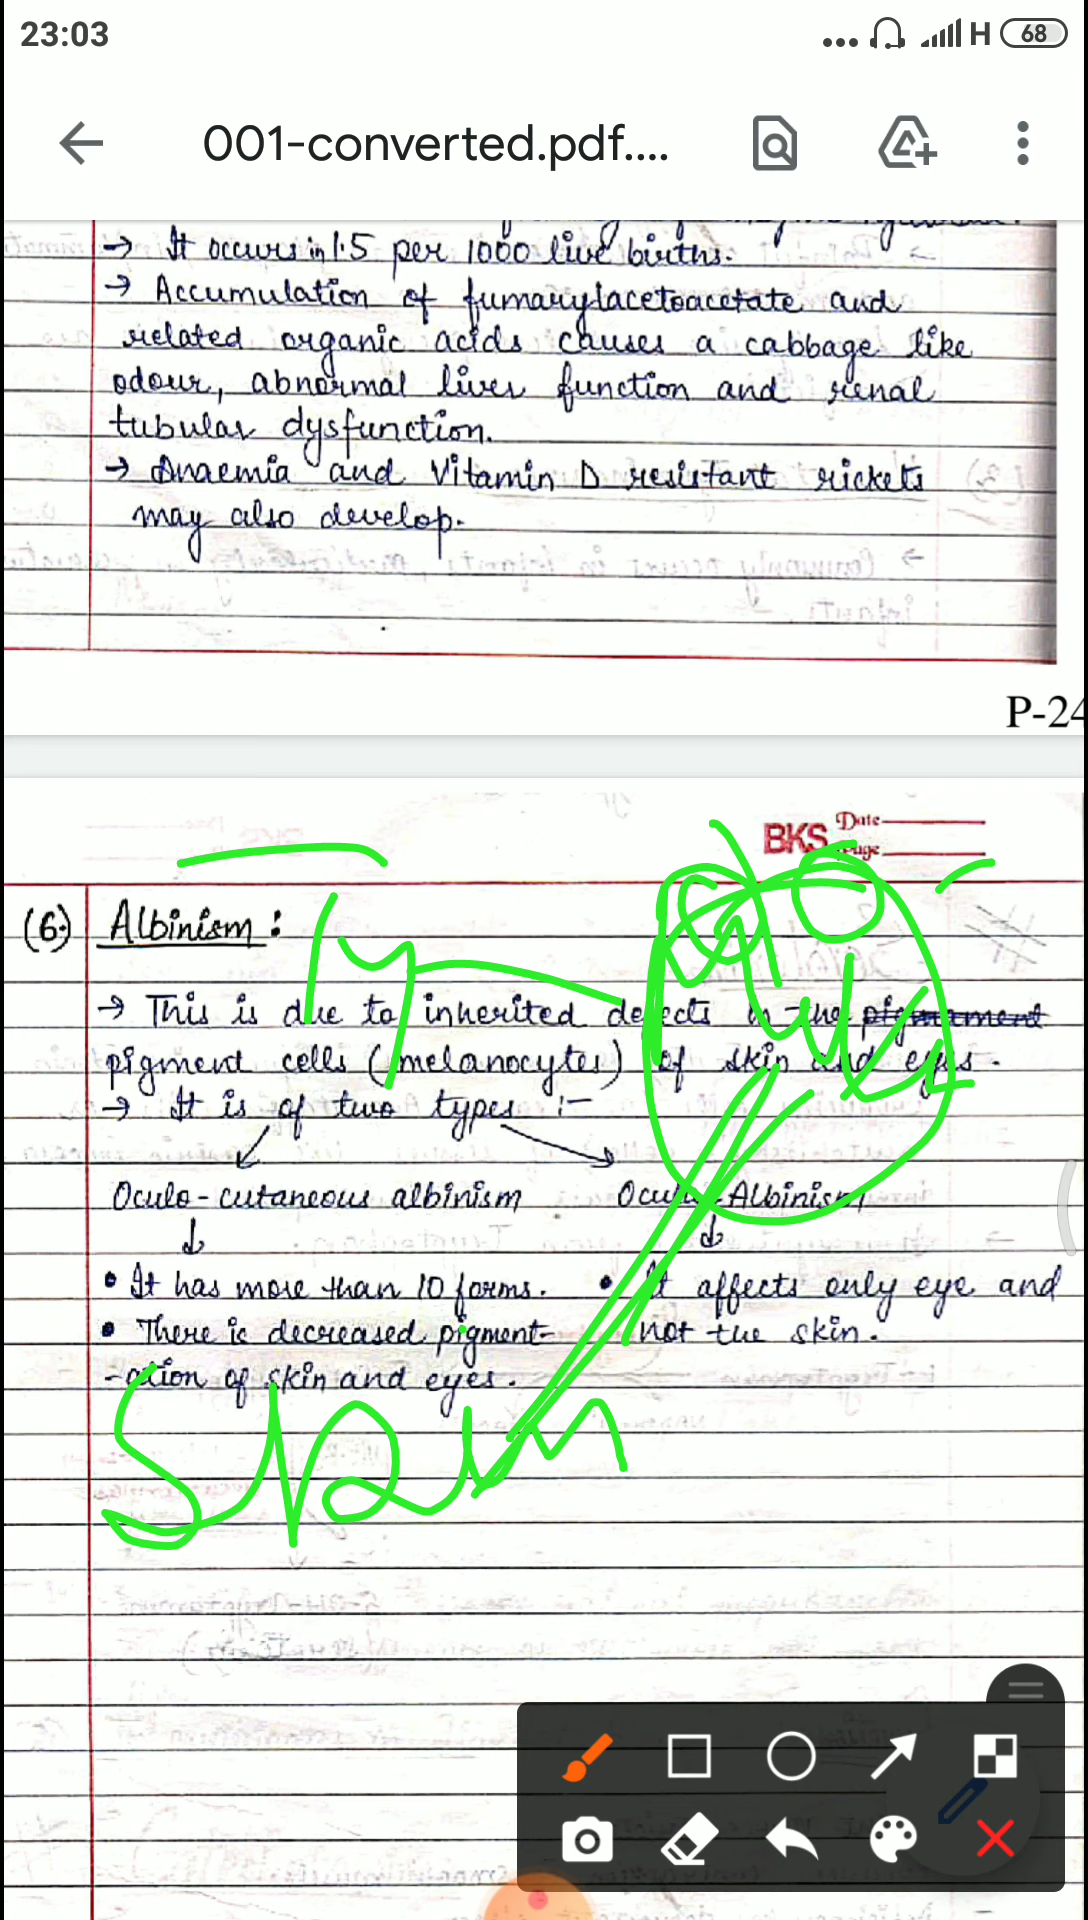 23:03
... H 68
001-converted.pdf....
→ It occurs in 1.5 per 1000 live births.
→ Accumulation of fumarylacetoacetate and
related organic acids causes a cabbage like
odour, abnormal liver function and renal
tubular dysfunction.
→ Anaemia and Vitamin D resistant rickets
may also develop.
P-24
BKS Date
Page
(6) Albinism :
→ This is due to inherited defects in the pigmament
pigment cells (melanocytes) of skin and eyes.
→ It is of two types :-
Oculo-cutaneous albinism Ocular-Albinism
• It has more than 10 forms. • It affects only eye and
• There is decreased pigment- not the skin.
-ation of skin and eyes.